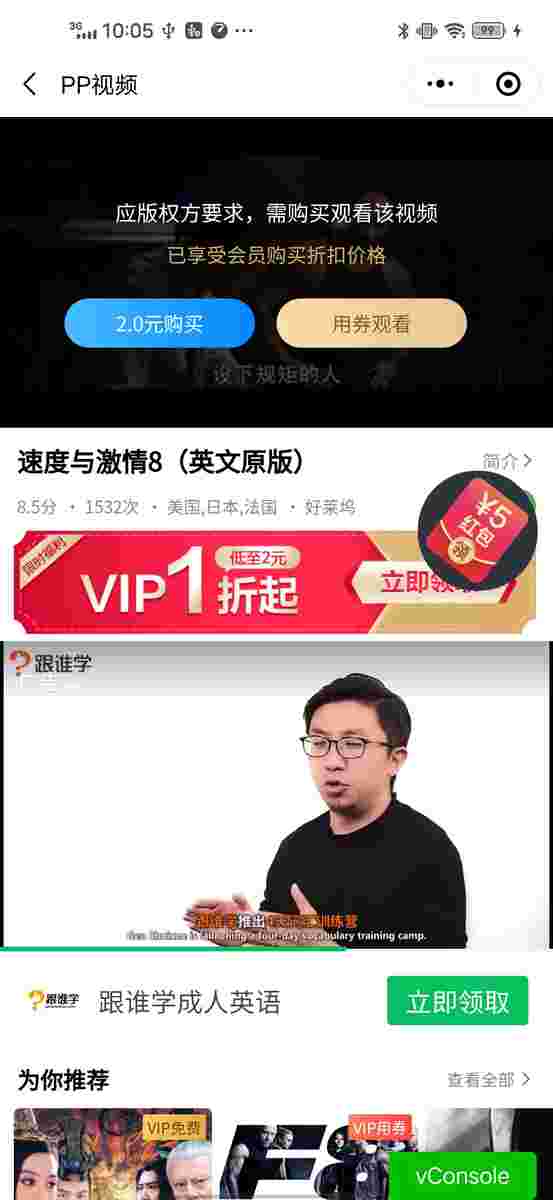 3G 10:05 99
PP视频
应版权方要求，需购买观看该视频
已享受会员购买折扣价格
2.0元购买
用券观看
设下规矩的人
速度与激情8（英文原版）
简介
8.5分 · 1532次 · 美国,日本,法国 · 好莱坞
¥5
红包
限时福利
VIP1折起
低至2元
立即领取
跟谁学
跟谁学推出
训练营
is launching a four-day vocabulary training camp.
跟谁学
跟谁学成人英语
立即领取
为你推荐
查看全部
VIP免费
VIP用券
F8
vConsole